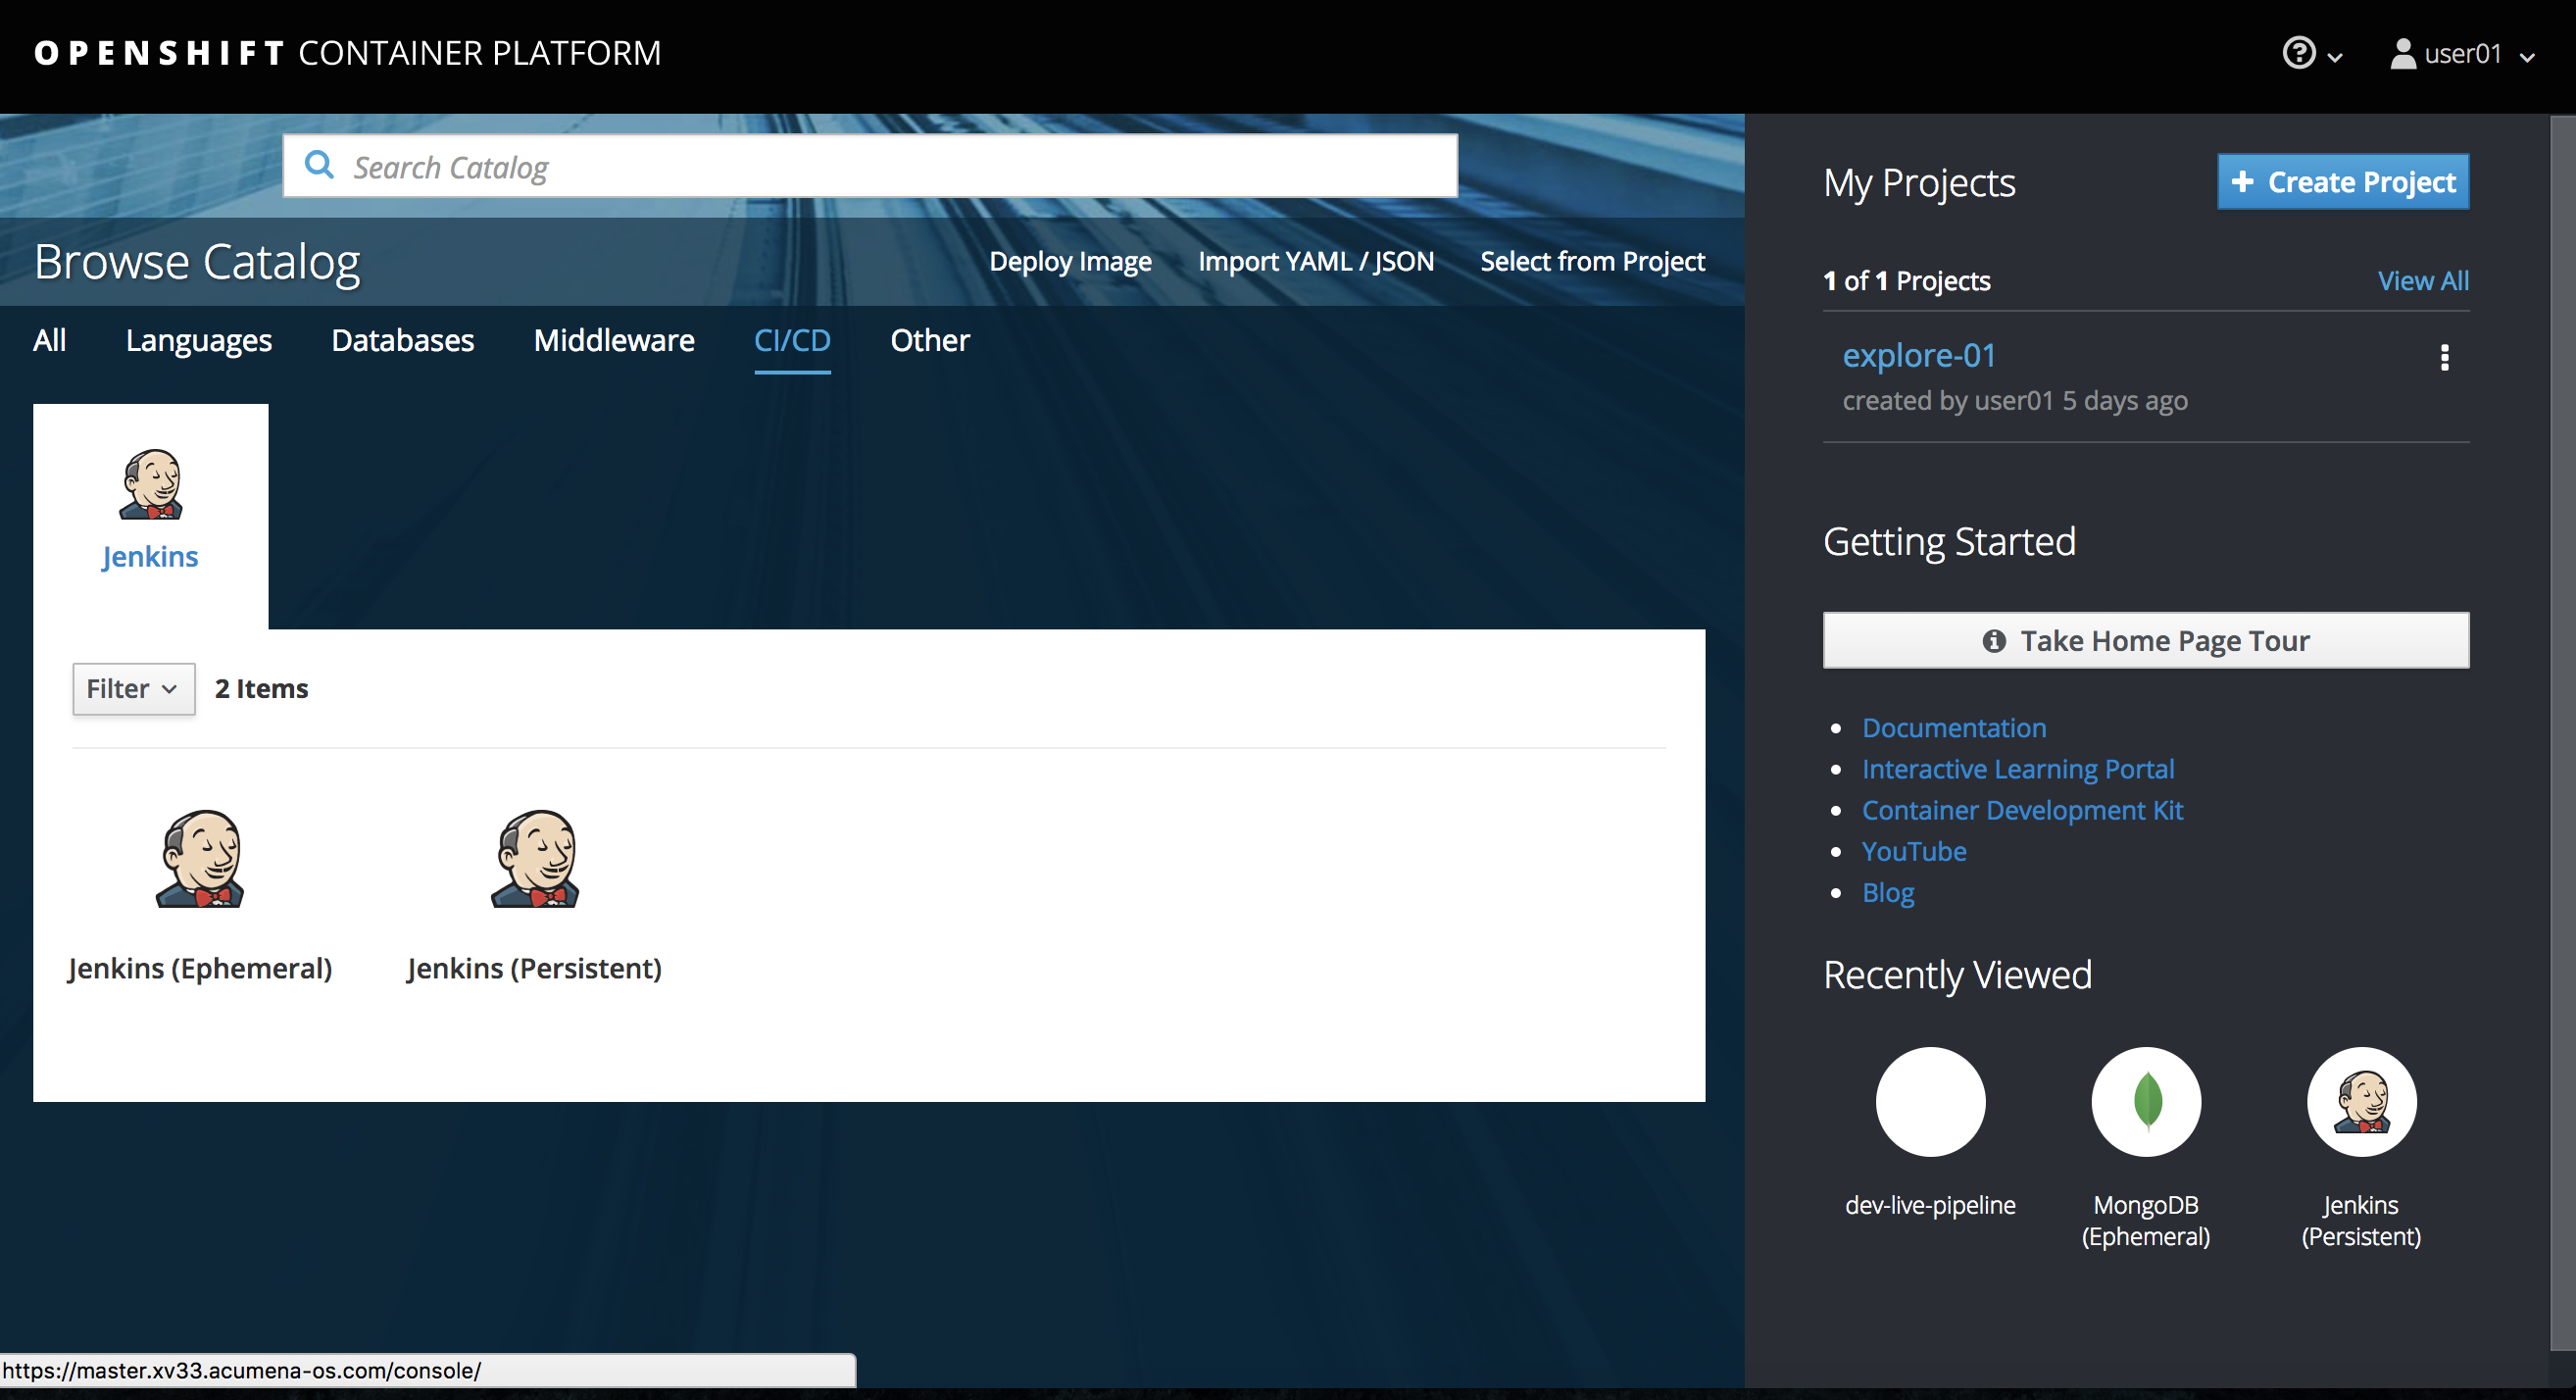 OPENSHIFT CONTAINER PLATFORM
user01
Search Catalog
Browse Catalog
Deploy Image
Import YAML / JSON
Select from Project
All
Languages
Databases
Middleware
CI/CD
Other
Jenkins
Filter
2 Items
Jenkins (Ephemeral)
Jenkins (Persistent)
My Projects
Create Project
1 of 1 Projects
View All
explore-01
created by user01 5 days ago
Getting Started
Take Home Page Tour
Documentation
Interactive Learning Portal
Container Development Kit
YouTube
Blog
Recently Viewed
dev-live-pipeline
MongoDB
(Ephemeral)
Jenkins
(Persistent)
https://master.xv33.acumena-os.com/console/